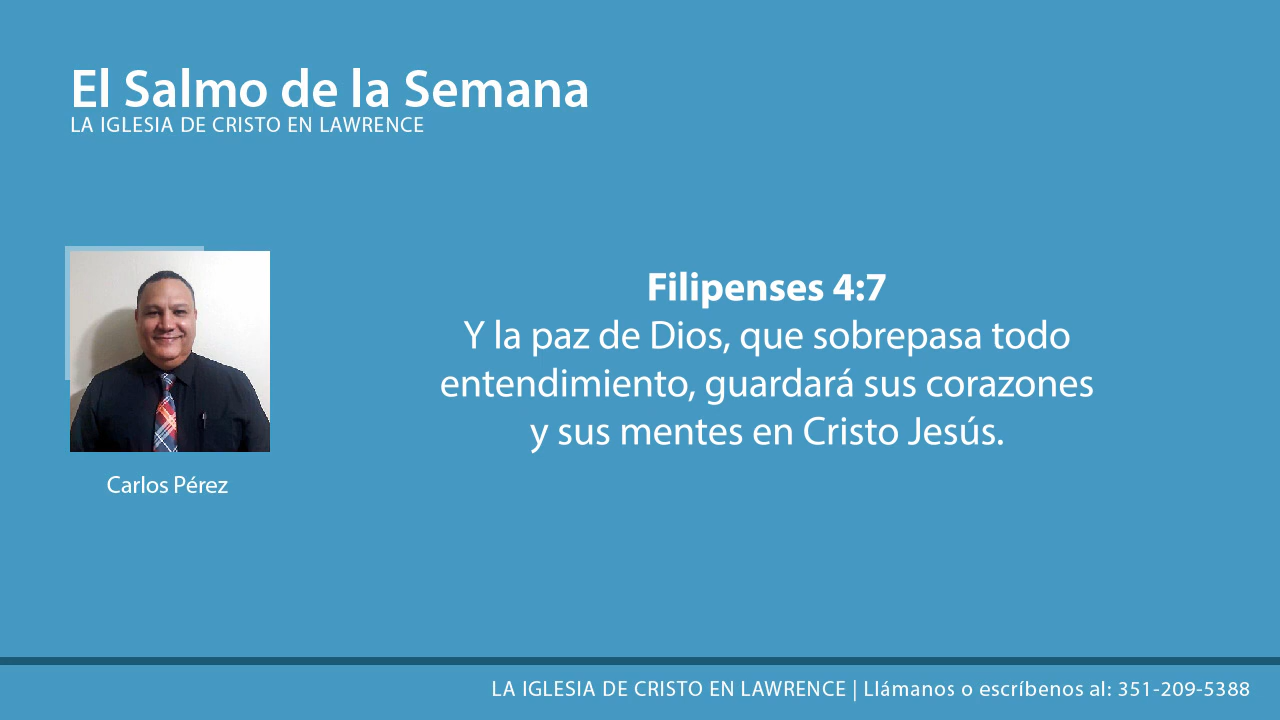 El Salmo de la Semana
LA IGLESIA DE CRISTO EN LAWRENCE
Filipenses 4:7
Y la paz de Dios, que sobrepasa todo
entendimiento, guardará sus corazones
y sus mentes en Cristo Jesús.
Carlos Pérez
LA IGLESIA DE CRISTO EN LAWRENCE | Llámanos o escríbenos al: 351-209-5388